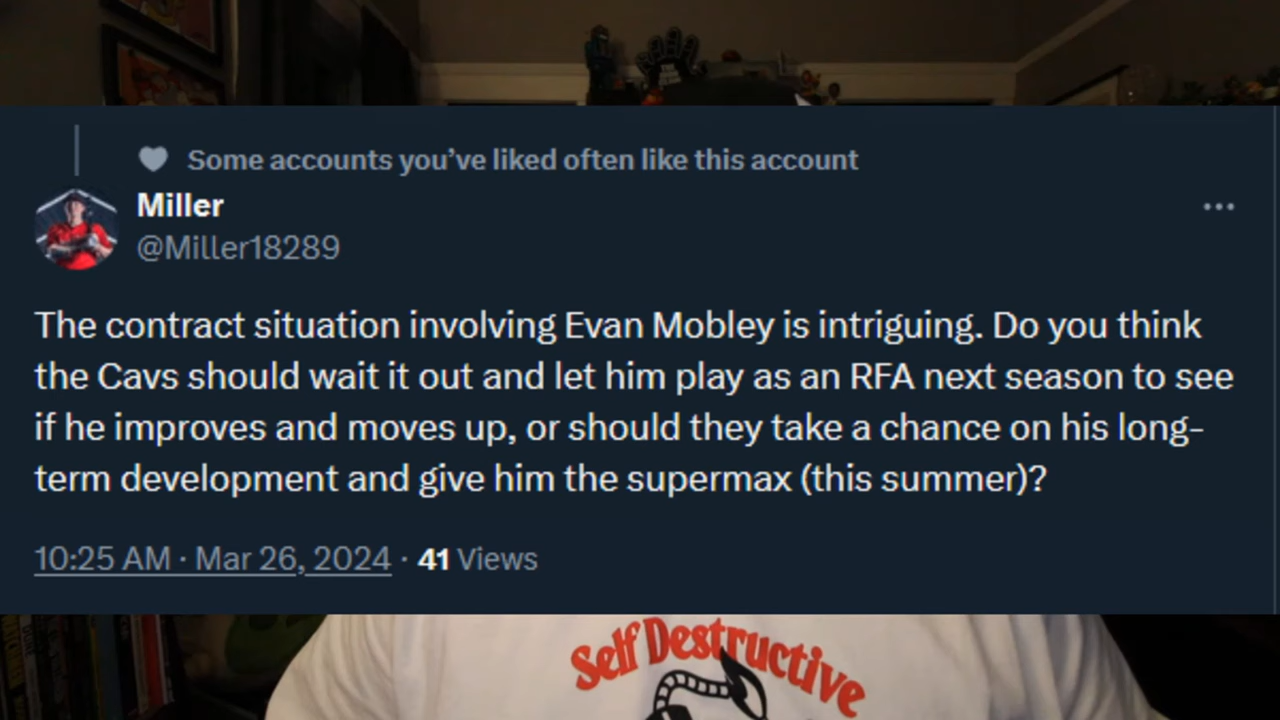 Some accounts you've liked often like this account
Miller
@Miller18289
The contract situation involving Evan Mobley is intriguing. Do you think
the Cavs should wait it out and let him play as an RFA next season to see
if he improves and moves up, or should they take a chance on his long-
term development and give him the supermax (this summer)?
10:25 AM · Mar 26, 2024 · 41 Views
Self Destructive